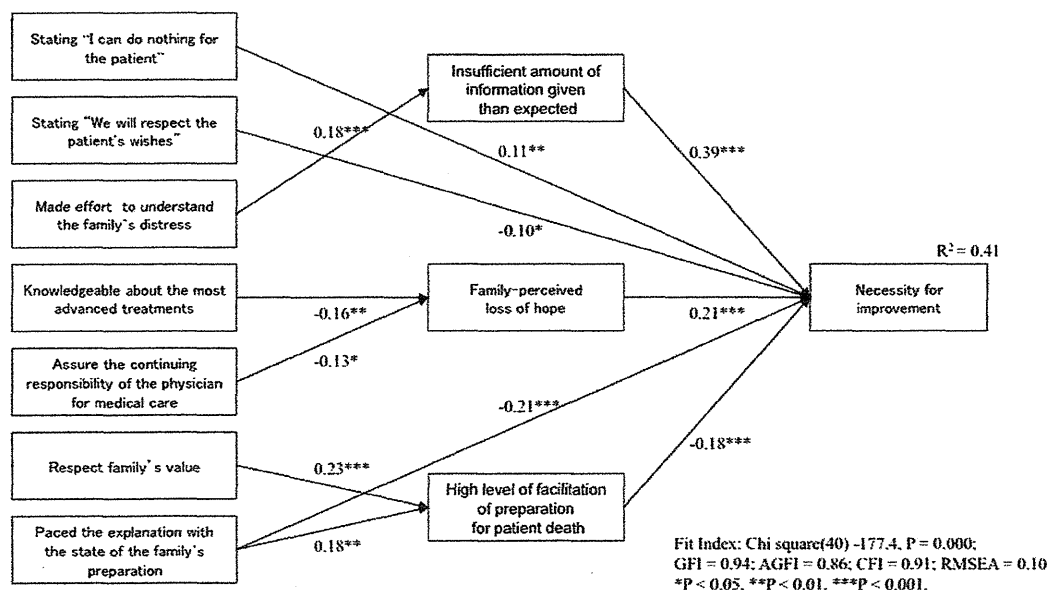 Stating "I can do nothing for
the patient"
Stating "We will respect the
patient's wishes"
Made effort to understand
the family's distress
Knowledgeable about the most
advanced treatments
Assure the continuing
responsibility of the physician
for medical care
Respect family's value
Paced the explanation with
the state of the family's
preparation
Insufficient amount of
information given
than expected
Family-perceived
loss of hope
High level of facilitation
of preparation
for patient death
Necessity for
improvement
R² = 0.41
0.18***
0.11**
-0.10*
0.39***
-0.16**
-0.13*
0.21***
-0.21***
-0.18***
0.23***
0.18**
Fit Index: Chi square(40) -177.4, P = 0.000;
GFI = 0.94; AGFI = 0.86; CFI = 0.91; RMSEA = 0.10
*P < 0.05, **P < 0.01, ***P < 0.001.